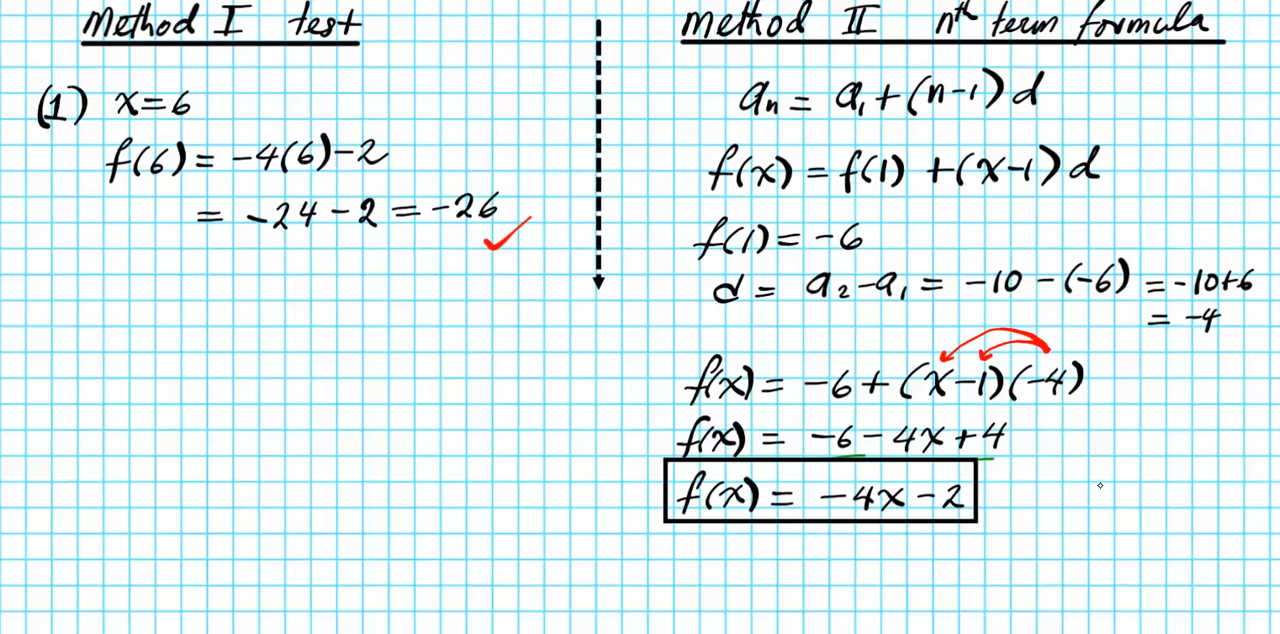 Method I test
(1) x=6
f(6) = -4(6)-2
= -24-2 = -26
method II nth term formula
aₙ = a₁+(n-1)d
f(x) = f(1) +(x-1)d
f(1) = -6
d = a₂-a₁ = -10 -(-6) = -10+6
= -4
f(x) = -6+(x-1)(-4)
f(x) = -6-4x+4
f(x) = -4x-2